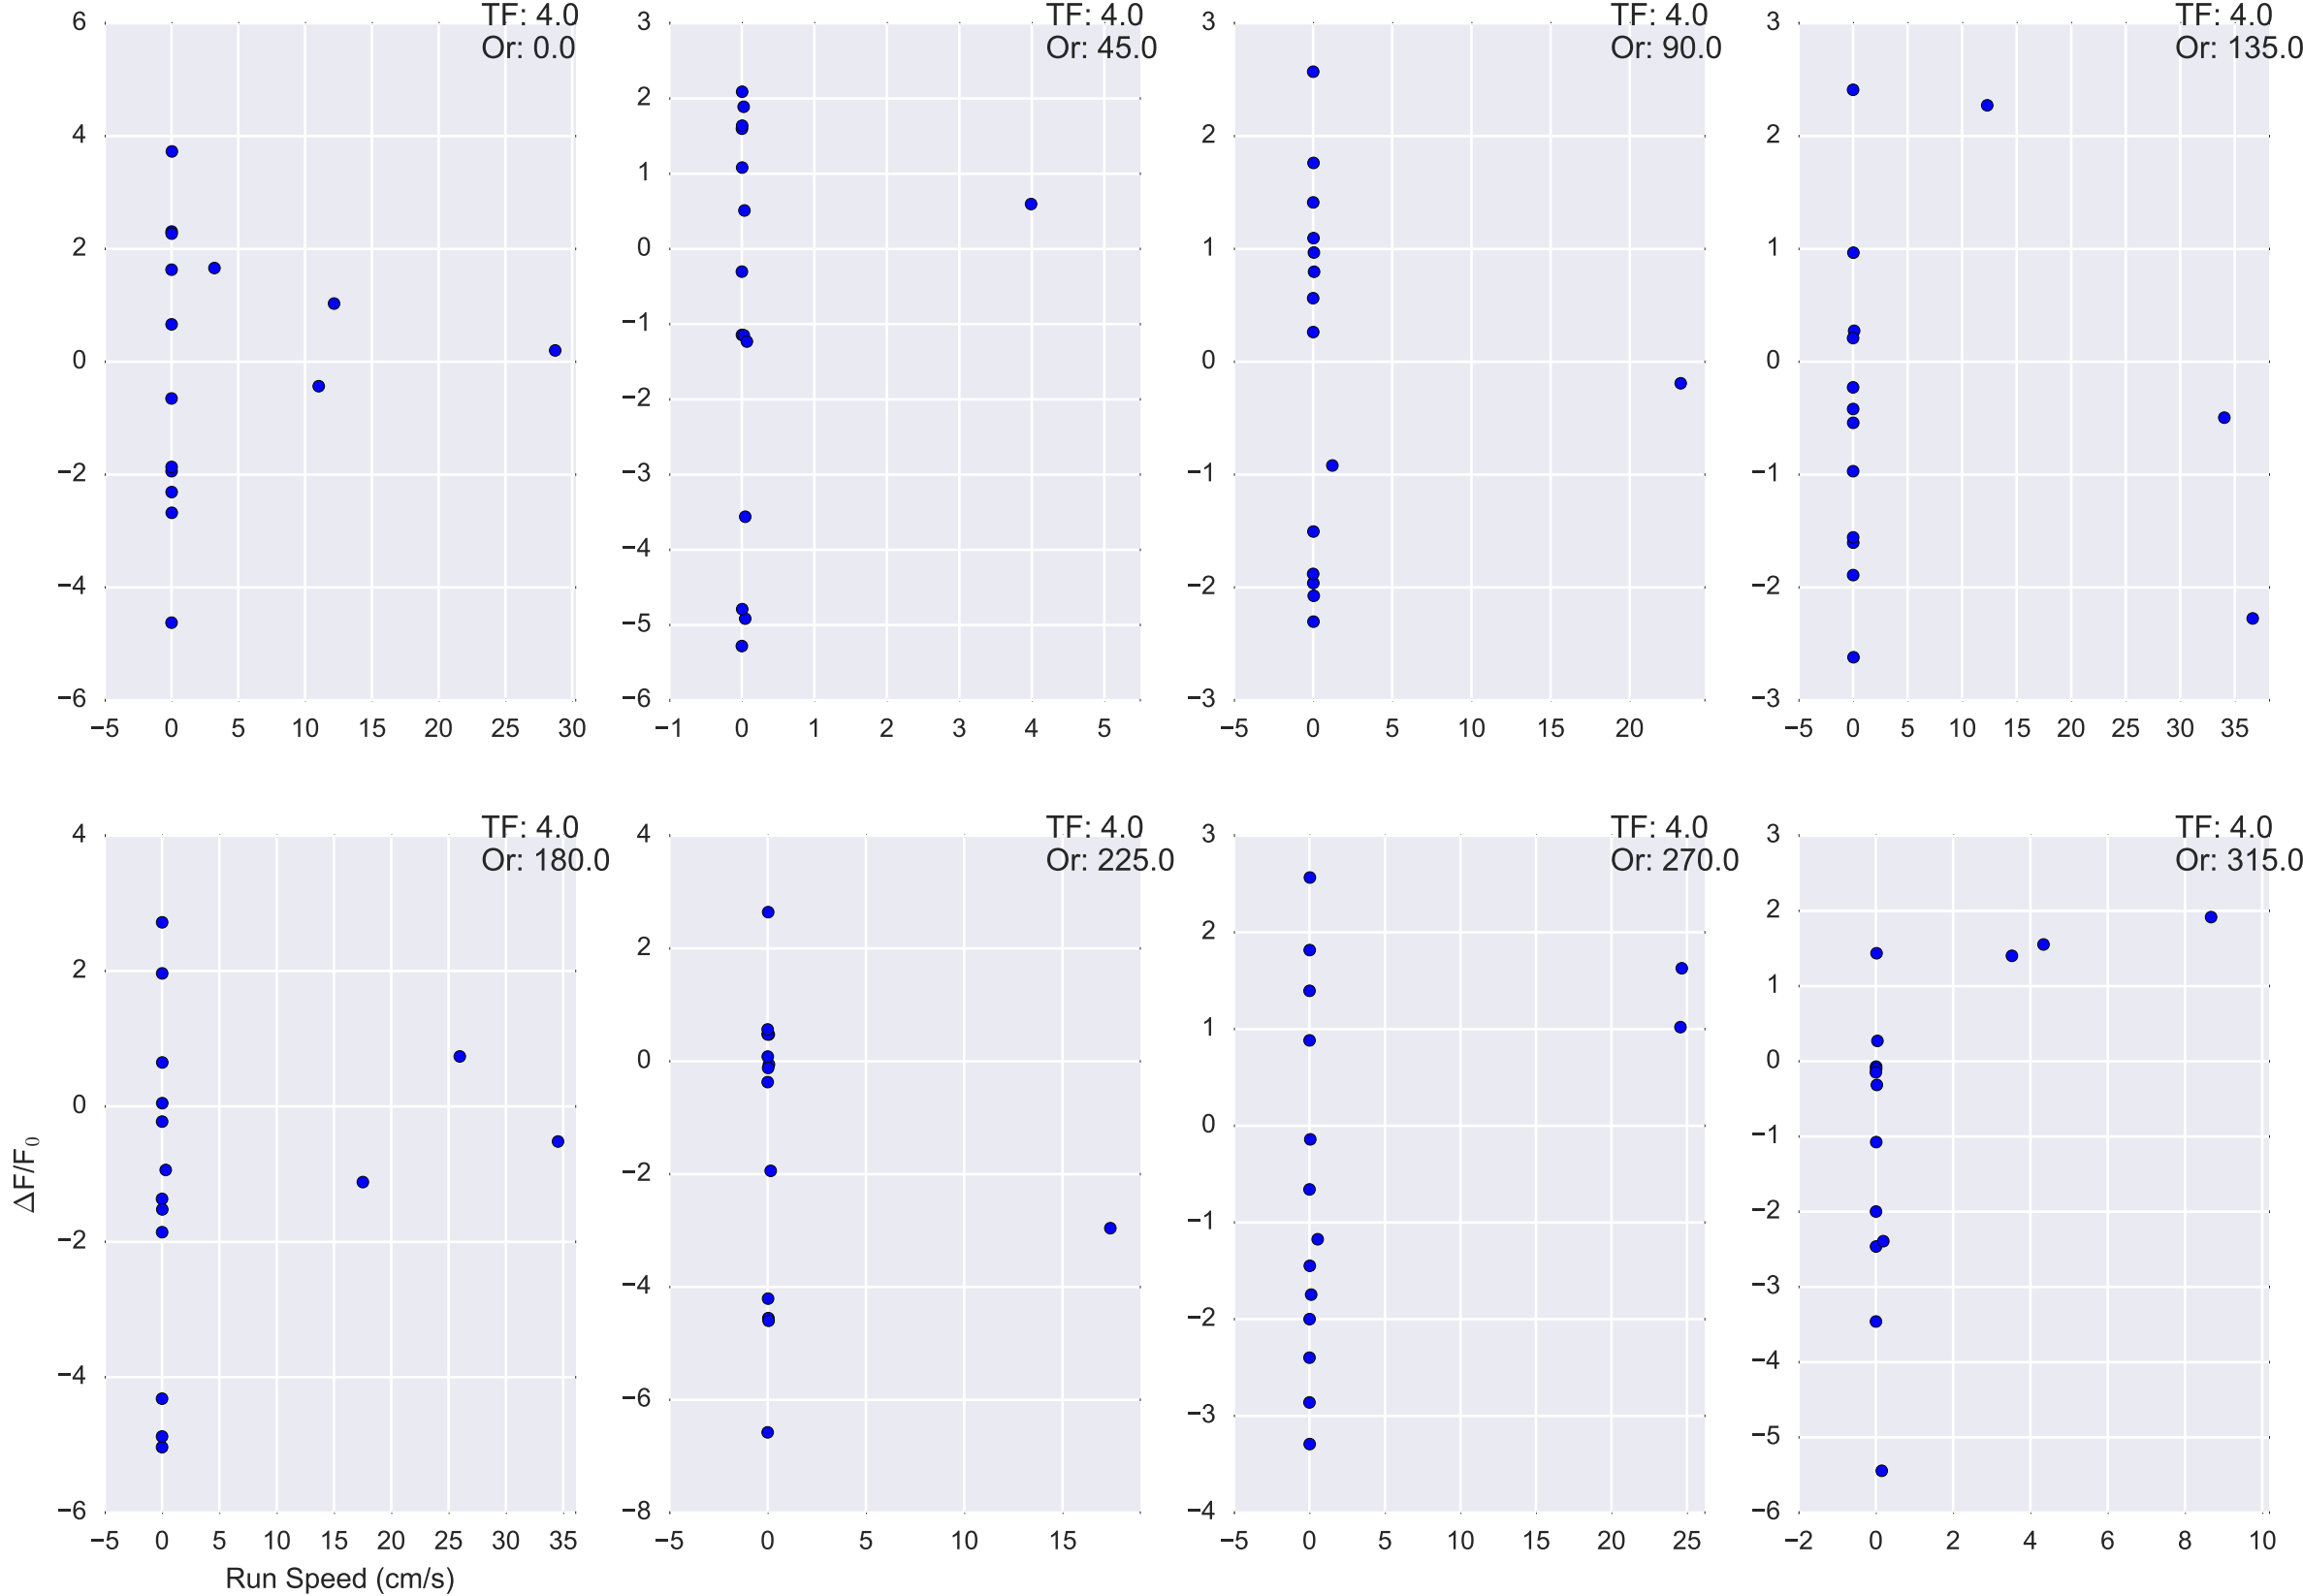 TF: 4.0
Or: 0.0
6
4
2
0
−2
−4
−6
−5 0 5 10 15 20 25 30
TF: 4.0
Or: 45.0
3
2
1
0
−1
−2
−3
−4
−5
−6
−1 0 1 2 3 4 5
TF: 4.0
Or: 90.0
3
2
1
0
−1
−2
−3
−5 0 5 10 15 20
TF: 4.0
Or: 135.0
3
2
1
0
−1
−2
−3
−5 0 5 10 15 20 25 30 35
TF: 4.0
Or: 180.0
4
2
0
−2
−4
−6
ΔF/F₀
−5 0 5 10 15 20 25 30 35
Run Speed (cm/s)
TF: 4.0
Or: 225.0
4
2
0
−2
−4
−6
−8
−5 0 5 10 15
TF: 4.0
Or: 270.0
3
2
1
0
−1
−2
−3
−4
−5 0 5 10 15 20 25
TF: 4.0
Or: 315.0
3
2
1
0
−1
−2
−3
−4
−5
−6
−2 0 2 4 6 8 10